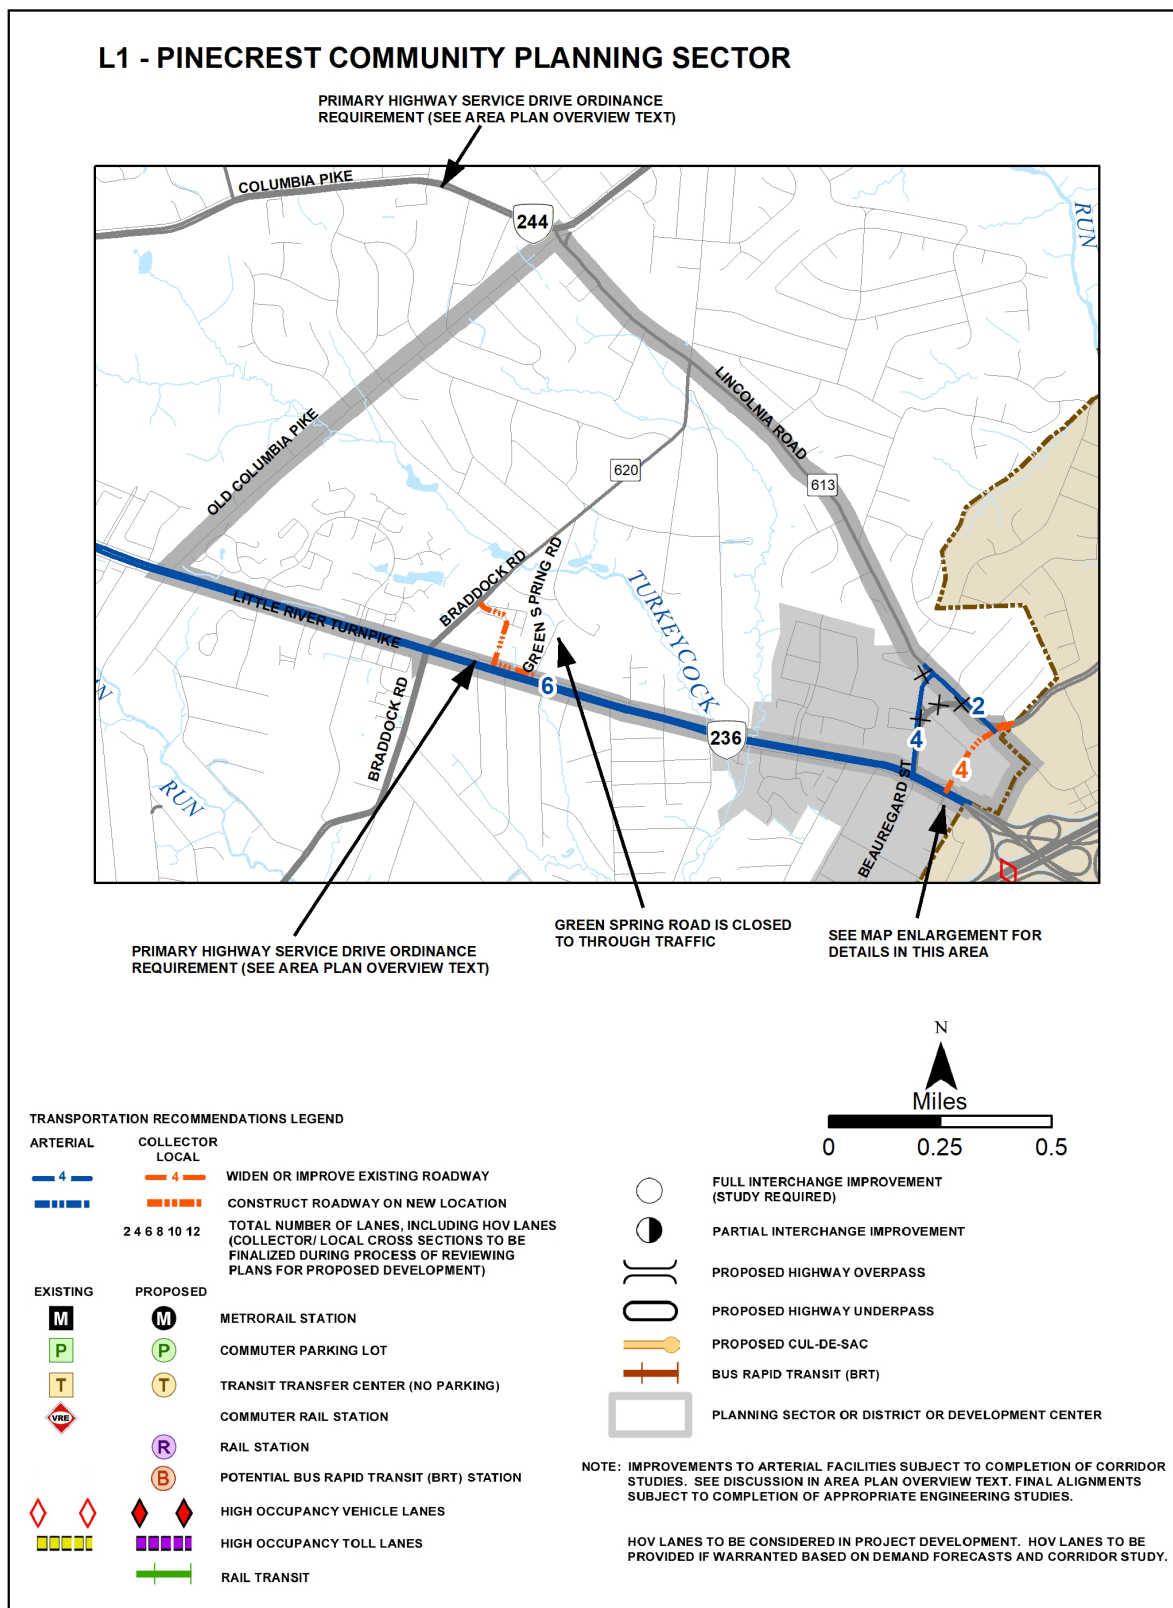 L1 - PINECREST COMMUNITY PLANNING SECTOR
PRIMARY HIGHWAY SERVICE DRIVE ORDINANCE
REQUIREMENT (SEE AREA PLAN OVERVIEW TEXT)
COLUMBIA PIKE
244
RUN
LINCOLNIA ROAD
OLD COLUMBIA PIKE
620
613
BRADDOCK RD
GREEN SPRING RD
TURKEYCOCK
LITTLE RIVER TURNPIKE
6
BRADDOCK RD
236
2
4
4
BEAUREGARD ST
RUN
GREEN SPRING ROAD IS CLOSED
TO THROUGH TRAFFIC
SEE MAP ENLARGEMENT FOR
DETAILS IN THIS AREA
PRIMARY HIGHWAY SERVICE DRIVE ORDINANCE
REQUIREMENT (SEE AREA PLAN OVERVIEW TEXT)
N
Miles
0 0.25 0.5
TRANSPORTATION RECOMMENDATIONS LEGEND
ARTERIAL
COLLECTOR
LOCAL
4 4 WIDEN OR IMPROVE EXISTING ROADWAY
CONSTRUCT ROADWAY ON NEW LOCATION
2 4 6 8 10 12 TOTAL NUMBER OF LANES, INCLUDING HOV LANES
(COLLECTOR/ LOCAL CROSS SECTIONS TO BE
FINALIZED DURING PROCESS OF REVIEWING
PLANS FOR PROPOSED DEVELOPMENT)
EXISTING PROPOSED
M M METRORAIL STATION
P P COMMUTER PARKING LOT
T T TRANSIT TRANSFER CENTER (NO PARKING)
VRE COMMUTER RAIL STATION
R RAIL STATION
B POTENTIAL BUS RAPID TRANSIT (BRT) STATION
HIGH OCCUPANCY VEHICLE LANES
HIGH OCCUPANCY TOLL LANES
RAIL TRANSIT
FULL INTERCHANGE IMPROVEMENT
(STUDY REQUIRED)
PARTIAL INTERCHANGE IMPROVEMENT
PROPOSED HIGHWAY OVERPASS
PROPOSED HIGHWAY UNDERPASS
PROPOSED CUL-DE-SAC
BUS RAPID TRANSIT (BRT)
PLANNING SECTOR OR DISTRICT OR DEVELOPMENT CENTER
NOTE: IMPROVEMENTS TO ARTERIAL FACILITIES SUBJECT TO COMPLETION OF CORRIDOR
STUDIES. SEE DISCUSSION IN AREA PLAN OVERVIEW TEXT. FINAL ALIGNMENTS
SUBJECT TO COMPLETION OF APPROPRIATE ENGINEERING STUDIES.
HOV LANES TO BE CONSIDERED IN PROJECT DEVELOPMENT. HOV LANES TO BE
PROVIDED IF WARRANTED BASED ON DEMAND FORECASTS AND CORRIDOR STUDY.